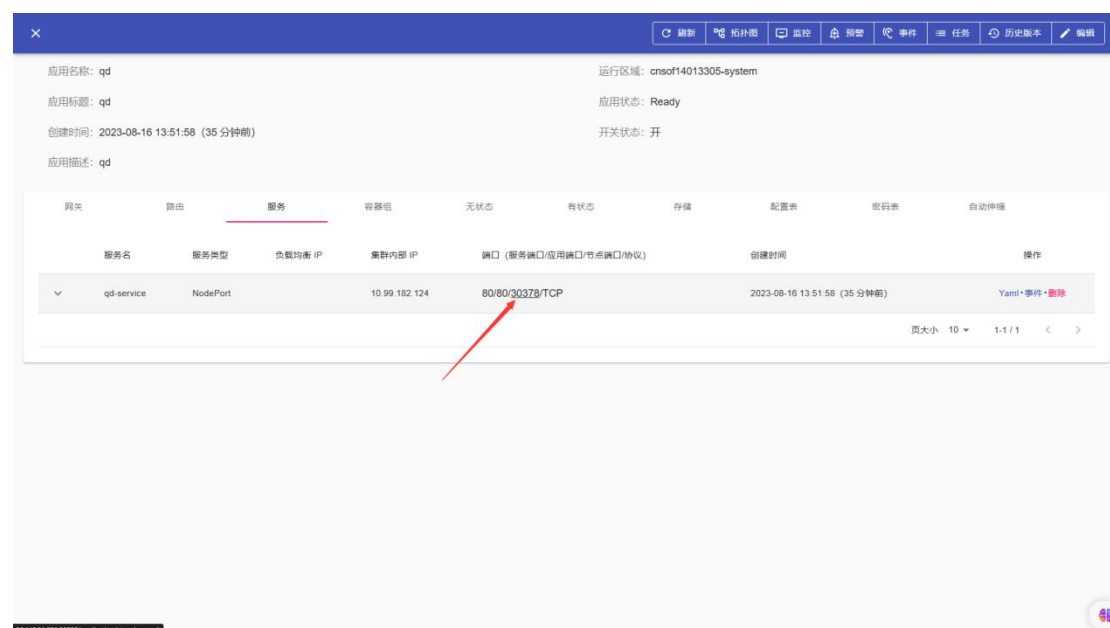 刷新 拓扑图 监控 预警 事件 任务 历史版本 编辑
应用名称: qd 运行区域: cnsof14013305-system
应用标题: qd 应用状态: Ready
创建时间: 2023-08-16 13:51:58 (35 分钟前) 开关状态: 开
应用描述: qd
网关 路由 服务 容器组 无状态 有状态 存储 配置表 密码表 自动伸缩
服务名 服务类型 负载均衡 IP 集群内部 IP 端口 (服务端口/应用端口/节点端口/协议) 创建时间 操作
qd-service NodePort 10.99.182.124 80/80/30378/TCP 2023-08-16 13:51:58 (35 分钟前) Yaml・事件・删除
页大小 10 1-1 / 1